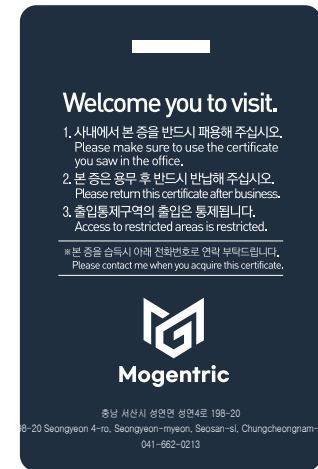 Welcome you to visit.
1. 사내에서 본 증을 반드시 패용해 주십시오.
Please make sure to use the certificate
you saw in the office.
2. 본 증은 용무 후 반드시 반납해 주십시오.
Please return this certificate after business.
3. 출입통제구역의 출입은 통제됩니다.
Access to restricted areas is restricted.
※본 증을 습득시 아래 전화번호로 연락 부탁드립니다.
Please contact me when you acquire this certificate.
Mogentric
충남 서산시 성연면 성연4로 198-20
98-20 Seongyeon 4-ro, Seongyeon-myeon, Seosan-si, Chungcheongnam-
041-662-0213